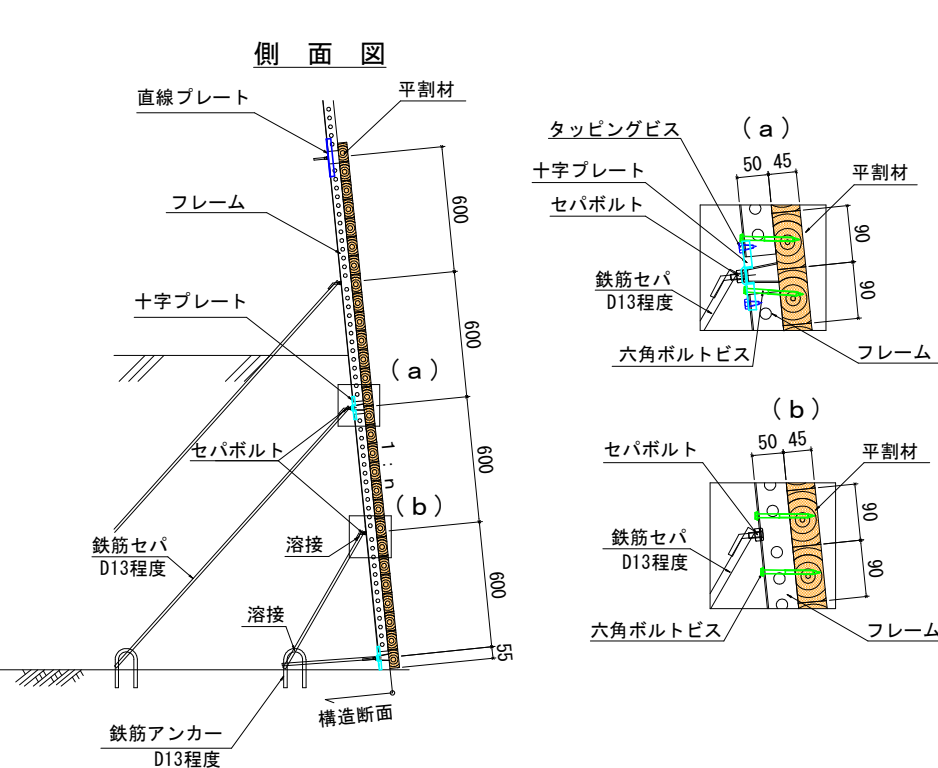 側面図
直線プレート
平割材
フレーム
600
十字プレート
600
(a)
セパボルト
1:n
600
(b)
鉄筋セパ
D13程度
溶接
600
溶接
55
構造断面
鉄筋アンカー
D13程度
(a)
タッピングビス
50
45
十字プレート
平割材
セパボルト
90
鉄筋セパ
D13程度
90
六角ボルトビス
フレーム
(b)
セパボルト
50
45
平割材
90
鉄筋セパ
D13程度
90
六角ボルトビス
フレーム